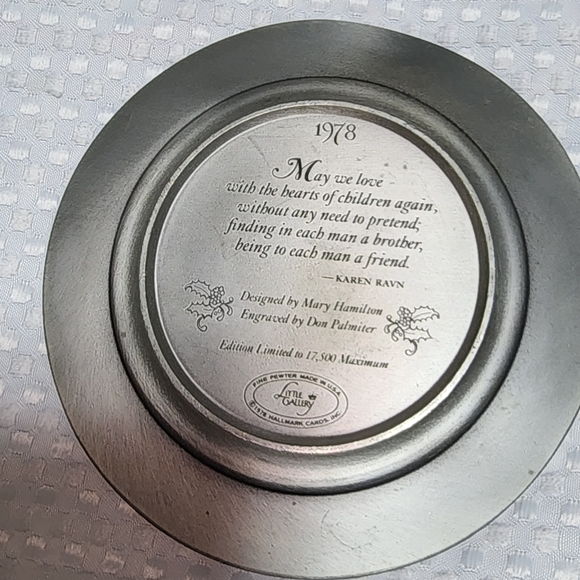 1978
May we love
with the hearts of children again,
without any need to pretend;
finding in each man a brother,
being to each man a friend.
—KAREN RAVN
Designed by Mary Hamilton
Engraved by Don Palmiter
Edition Limited to 17,500 Maximum
FINE PEWTER MADE IN U.S.A.
LITTLE
GALLERY
©1978 HALLMARK CARDS, INC.